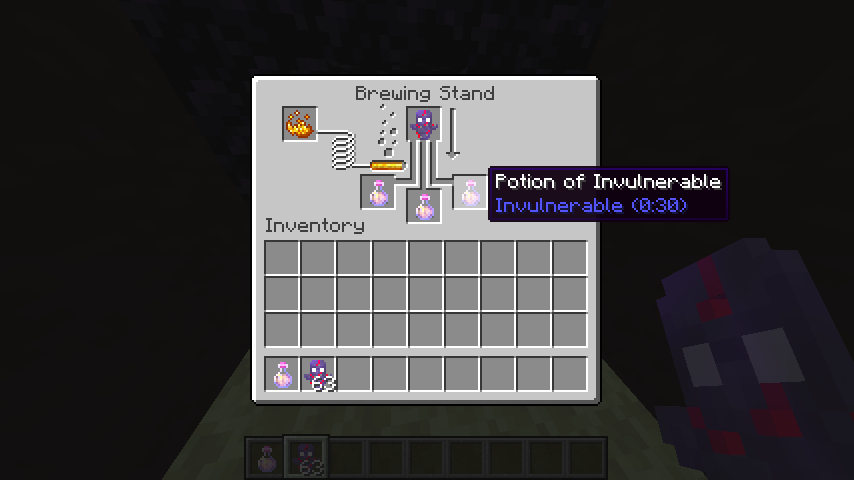 Brewing Stand
Potion of Invulnerable
Invulnerable (0:30)
Inventory
63
63